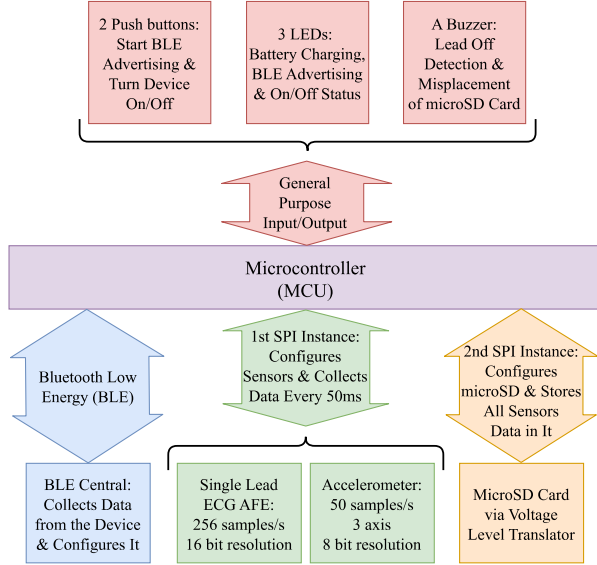 2 Push buttons:
Start BLE
Advertising &
Turn Device
On/Off
3 LEDs:
Battery Charging,
BLE Advertising
& On/Off Status
A Buzzer:
Lead Off
Detection &
Misplacement
of microSD Card
General
Purpose
Input/Output
Microcontroller
(MCU)
Bluetooth Low
Energy (BLE)
1st SPI Instance:
Configures
Sensors & Collects
Data Every 50ms
2nd SPI Instance:
Configures
microSD & Stores
All Sensors
Data in It
BLE Central:
Collects Data
from the Device
& Configures It
Single Lead
ECG AFE:
256 samples/s
16 bit resolution
Accelerometer:
50 samples/s
3 axis
8 bit resolution
MicroSD Card
via Voltage
Level Translator